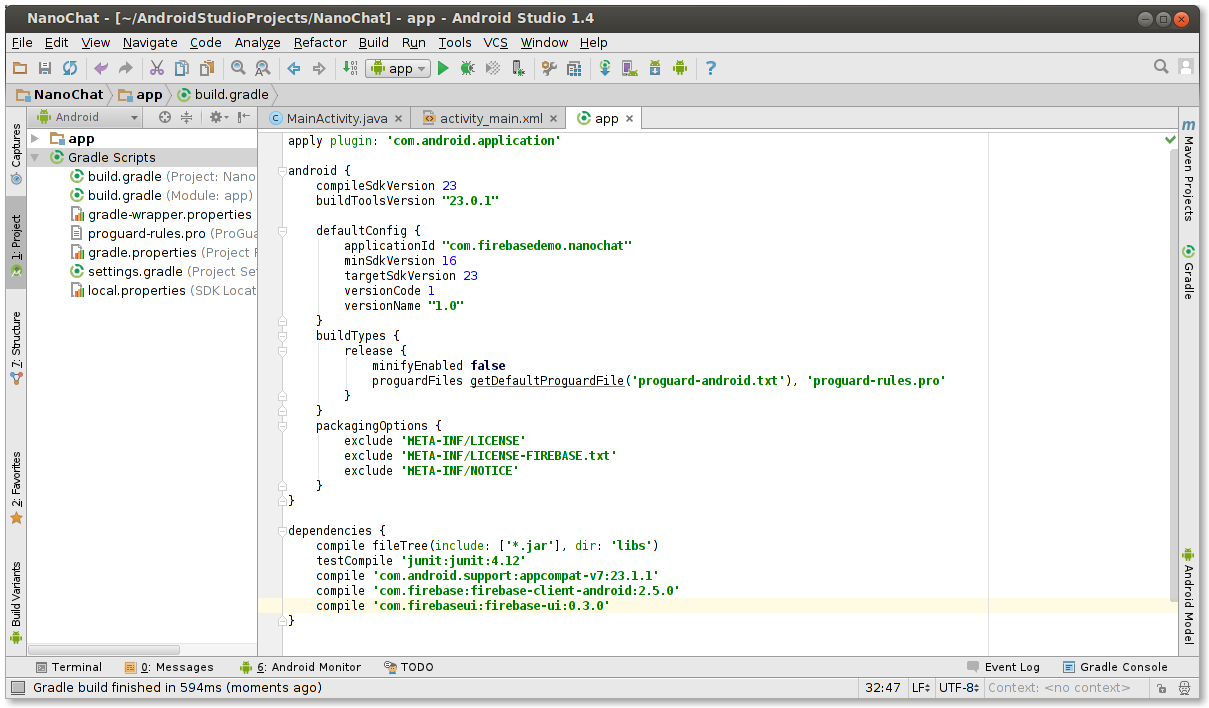 NanoChat - [~/AndroidStudioProjects/NanoChat] - app - Android Studio 1.4
File Edit View Navigate Code Analyze Refactor Build Run Tools VCS Window Help
app
NanoChat app build.gradle
Android
MainActivity.java activity_main.xml app
Captures
1: Project
7: Structure
2: Favorites
Build Variants
app
Gradle Scripts
build.gradle (Project: Nano
build.gradle (Module: app)
gradle-wrapper.properties
proguard-rules.pro (ProGua
gradle.properties (Project P
settings.gradle (Project Set
local.properties (SDK Locat
apply plugin: 'com.android.application'
android {
compileSdkVersion 23
buildToolsVersion "23.0.1"
defaultConfig {
applicationId "com.firebasedemo.nanochat"
minSdkVersion 16
targetSdkVersion 23
versionCode 1
versionName "1.0"
}
buildTypes {
release {
minifyEnabled false
proguardFiles getDefaultProguardFile('proguard-android.txt'), 'proguard-rules.pro'
}
}
packagingOptions {
exclude 'META-INF/LICENSE'
exclude 'META-INF/LICENSE-FIREBASE.txt'
exclude 'META-INF/NOTICE'
}
}
dependencies {
compile fileTree(include: ['*.jar'], dir: 'libs')
testCompile 'junit:junit:4.12'
compile 'com.android.support:appcompat-v7:23.1.1'
compile 'com.firebase:firebase-client-android:2.5.0'
compile 'com.firebaseui:firebase-ui:0.3.0'
}
m Maven Projects
Gradle
Android Model
Terminal 0: Messages 6: Android Monitor TODO Event Log Gradle Console
Gradle build finished in 594ms (moments ago) 32:47 LF UTF-8 Context: <no context>